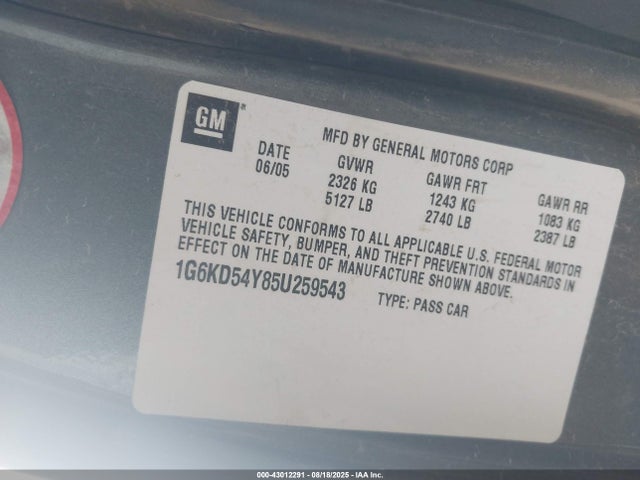 GM®
MFD BY GENERAL MOTORS CORP
DATE GVWR GAWR FRT GAWR RR
06/05 2326 KG 1243 KG 1083 KG
5127 LB 2740 LB 2387 LB
THIS VEHICLE CONFORMS TO ALL APPLICABLE U.S. FEDERAL MOTOR
VEHICLE SAFETY, BUMPER, AND THEFT PREVENTION STANDARDS IN
EFFECT ON THE DATE OF MANUFACTURE SHOWN ABOVE.
1G6KD54Y85U259543 TYPE: PASS CAR
000-43012291 - 08/18/2025 - IAA Inc.